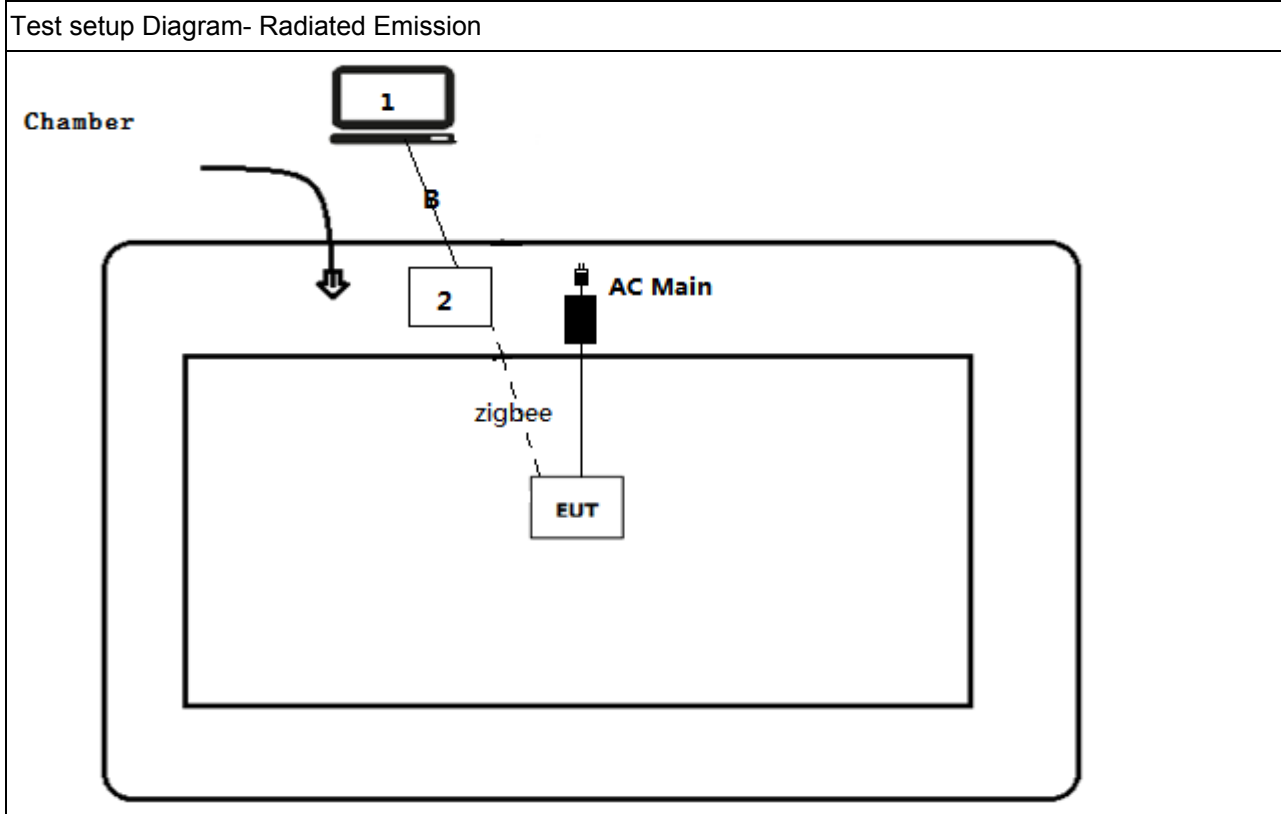 Test setup Diagram- Radiated Emission
1
Chamber
B
2
AC Main
zigbee
EUT